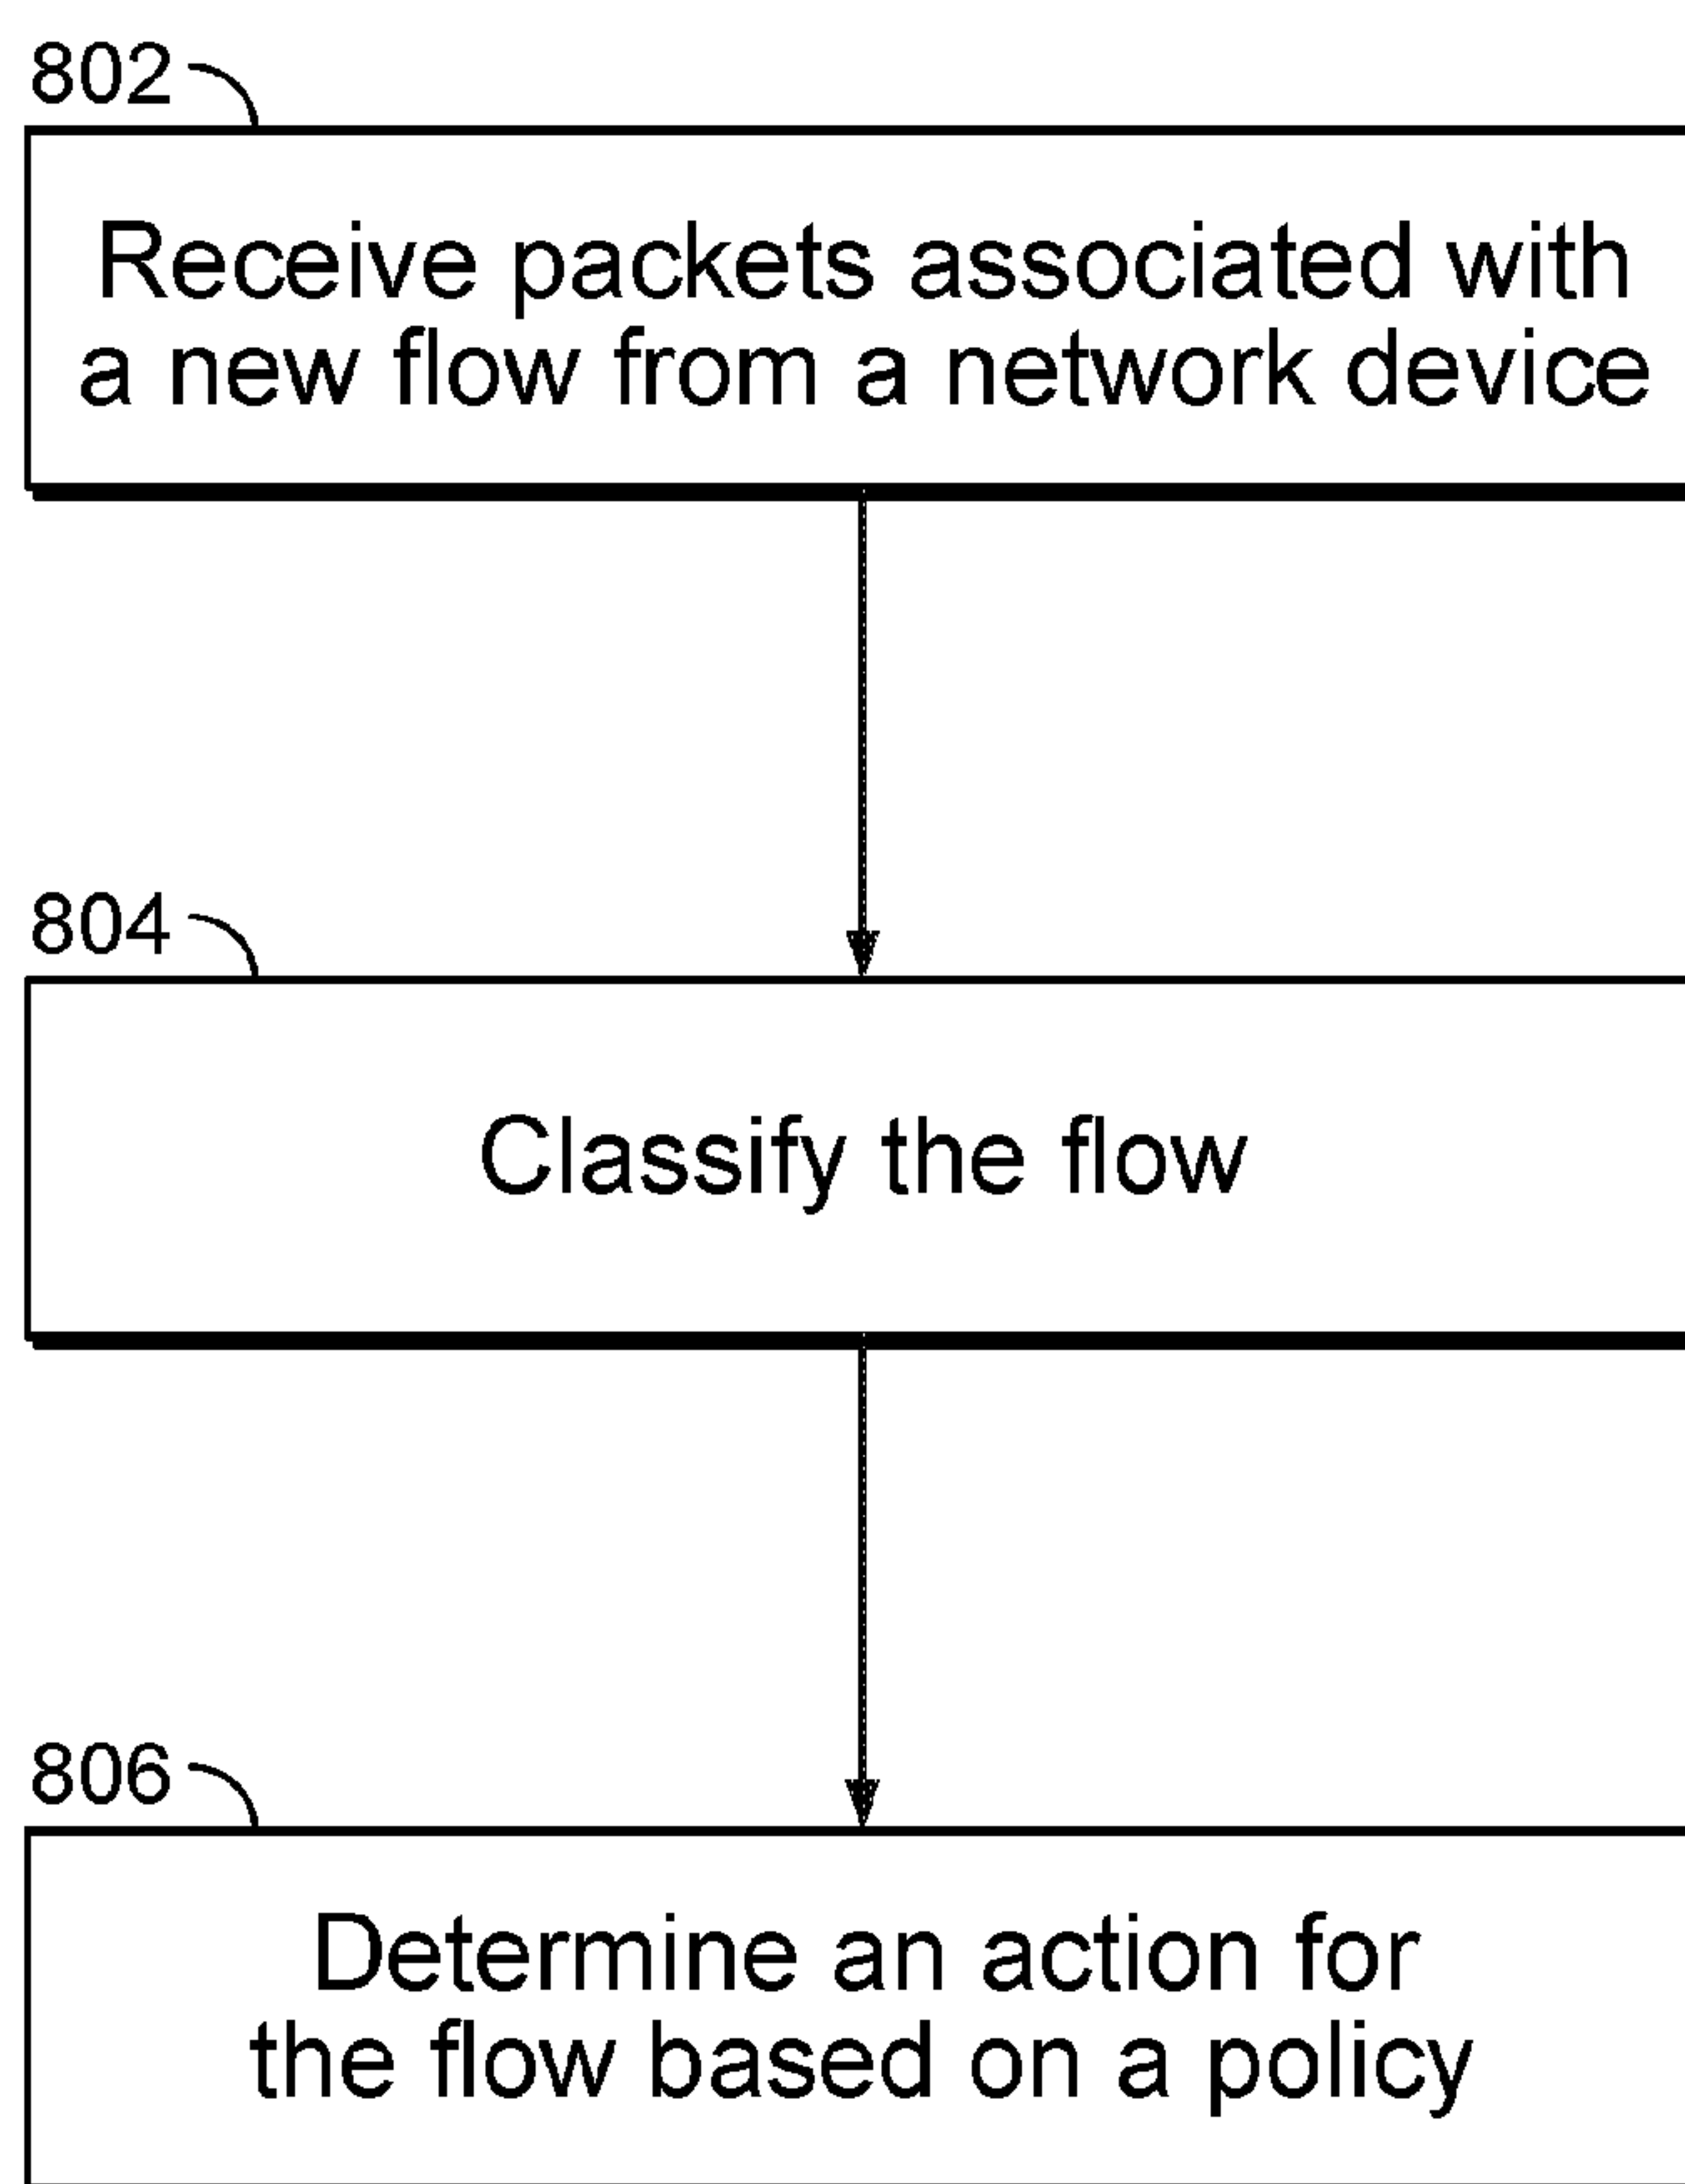 802
Receive packets associated with
a new flow from a network device
804
Classify the flow
806
Determine an action for
the flow based on a policy